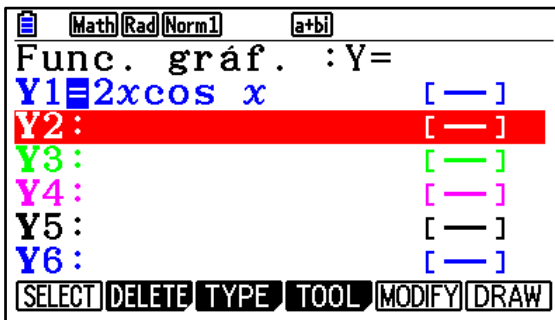 Math Rad Norm1 a+bi
Func. gráf. :Y=
Y1=2xcos x [—]
Y2: [—]
Y3: [—]
Y4: [—]
Y5: [—]
Y6: [—]
SELECT DELETE TYPE TOOL MODIFY DRAW